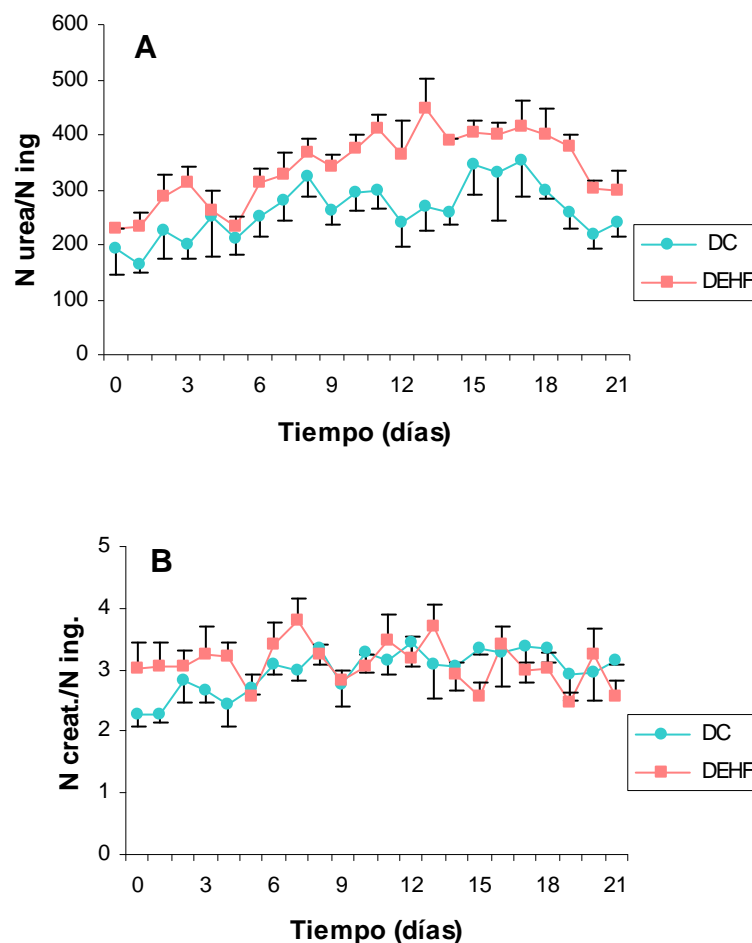 A
N urea/N ing
600
500
400
300
200
100
0
0 3 6 9 12 15 18 21
Tiempo (días)
DC
DEHF
B
N creat./N ing.
5
4
3
2
1
0
0 3 6 9 12 15 18 21
Tiempo (días)
DC
DEHF